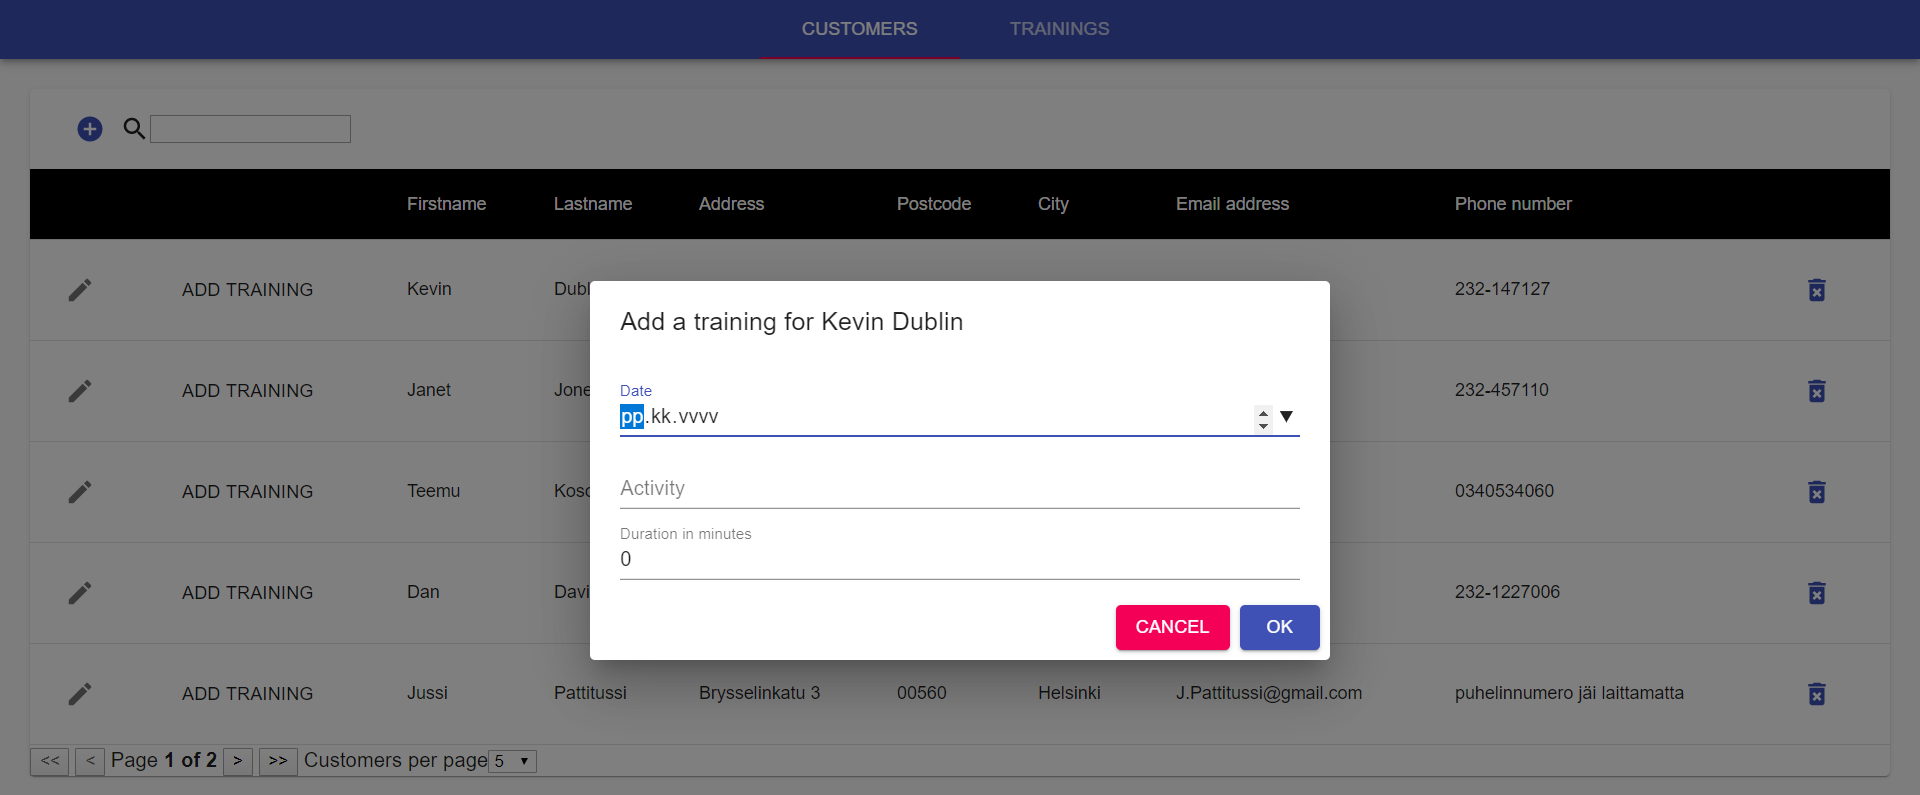 CUSTOMERS TRAININGS
Firstname Lastname Address Postcode City Email address Phone number
ADD TRAINING Kevin Dubl 232-147127
Add a training for Kevin Dublin
ADD TRAINING Janet Jone 232-457110
Date
pp.kk.vvvv
ADD TRAINING Teemu Kosc 0340534060
Activity
Duration in minutes
0
ADD TRAINING Dan Davi 232-1227006
CANCEL OK
ADD TRAINING Jussi Pattitussi Brysselinkatu 3 00560 Helsinki J.Pattitussi@gmail.com puhelinnumero jäi laittamatta
<< < Page 1 of 2 > >> Customers per page 5